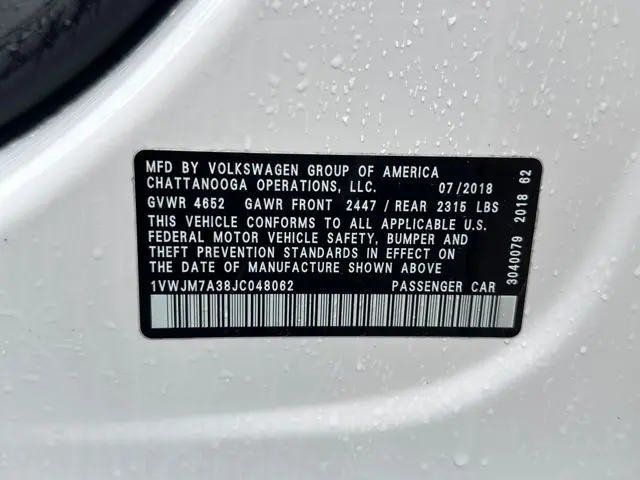 MFD BY VOLKSWAGEN GROUP OF AMERICA
CHATTANOOGA OPERATIONS, LLC. 07/2018
GVWR 4652 GAWR FRONT 2447 / REAR 2315 LBS
THIS VEHICLE CONFORMS TO ALL APPLICABLE U.S.
FEDERAL MOTOR VEHICLE SAFETY, BUMPER AND
THEFT PREVENTION STANDARDS IN EFFECT ON
THE DATE OF MANUFACTURE SHOWN ABOVE
1VWJM7A38JC048062 PASSENGER CAR
3040079 2018 62